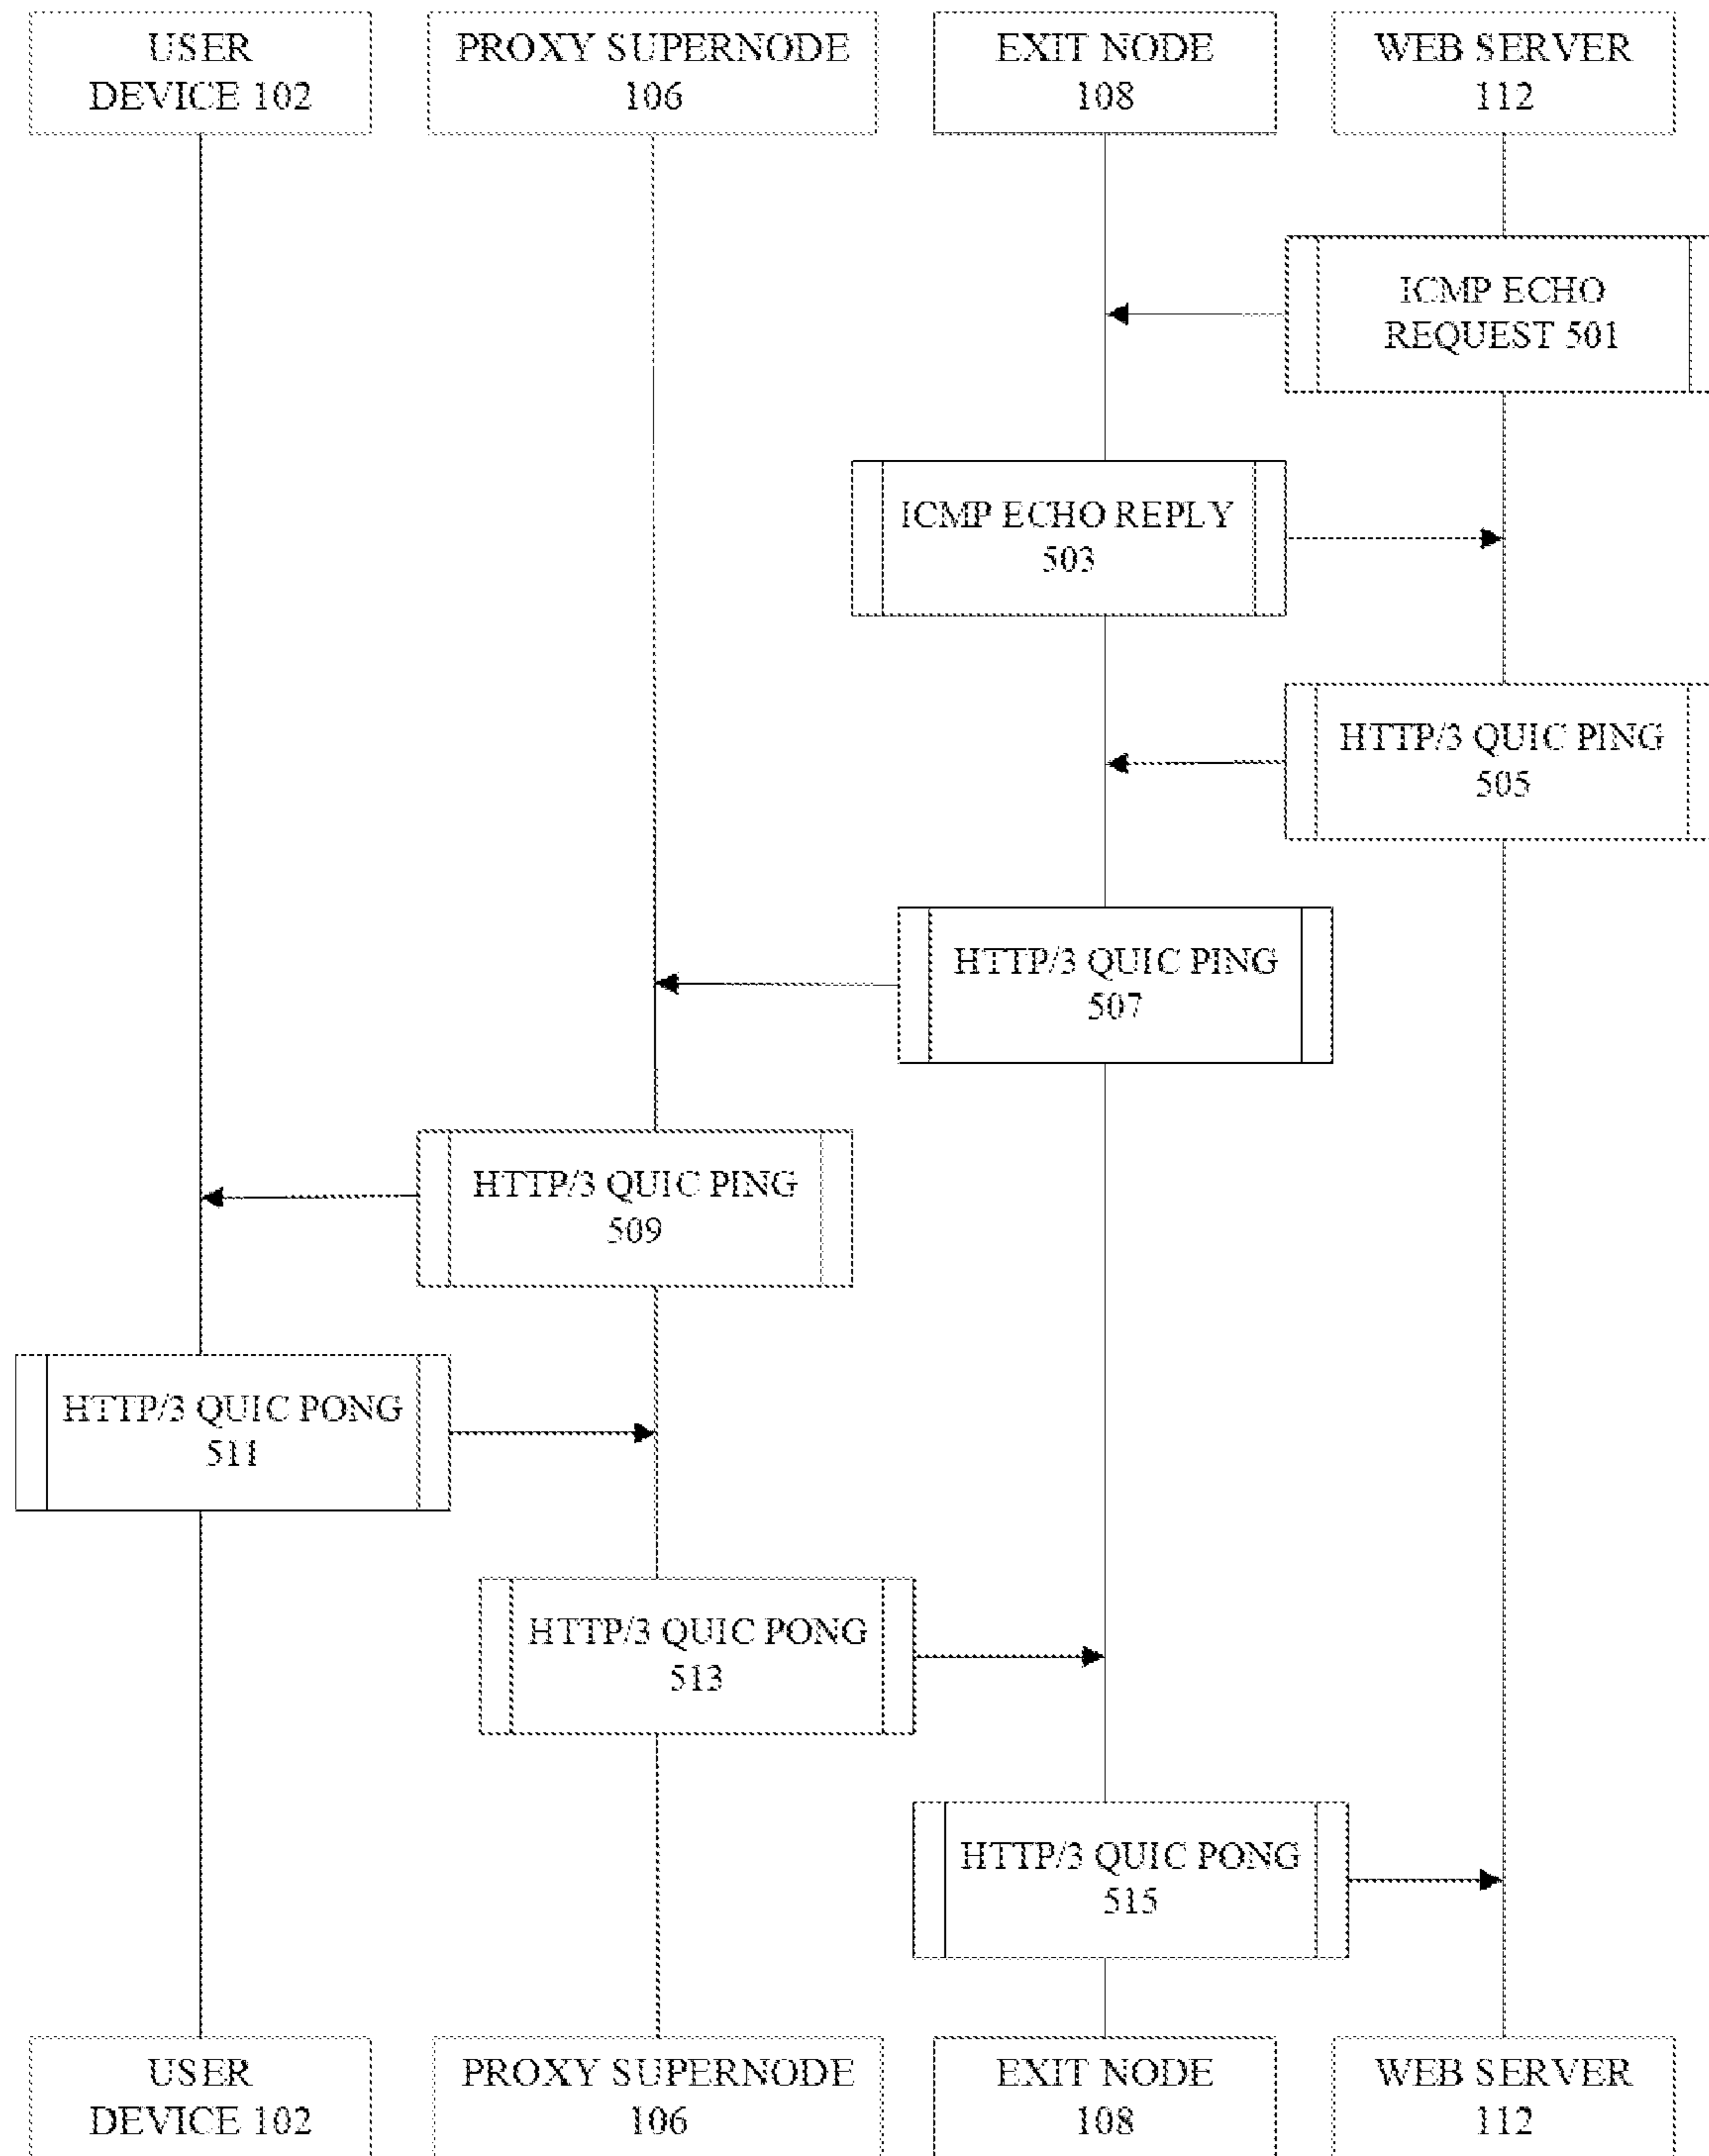 USER
DEVICE 102
PROXY SUPERNODE
106
EXIT NODE
108
WEB SERVER
112
ICMP ECHO
REQUEST 501
ICMP ECHO REPLY
503
HTTP/3 QUIC PING
505
HTTP/3 QUIC PING
507
HTTP/3 QUIC PING
509
HTTP/3 QUIC PONG
511
HTTP/3 QUIC PONG
513
HTTP/3 QUIC PONG
515
USER
DEVICE 102
PROXY SUPERNODE
106
EXIT NODE
108
WEB SERVER
112